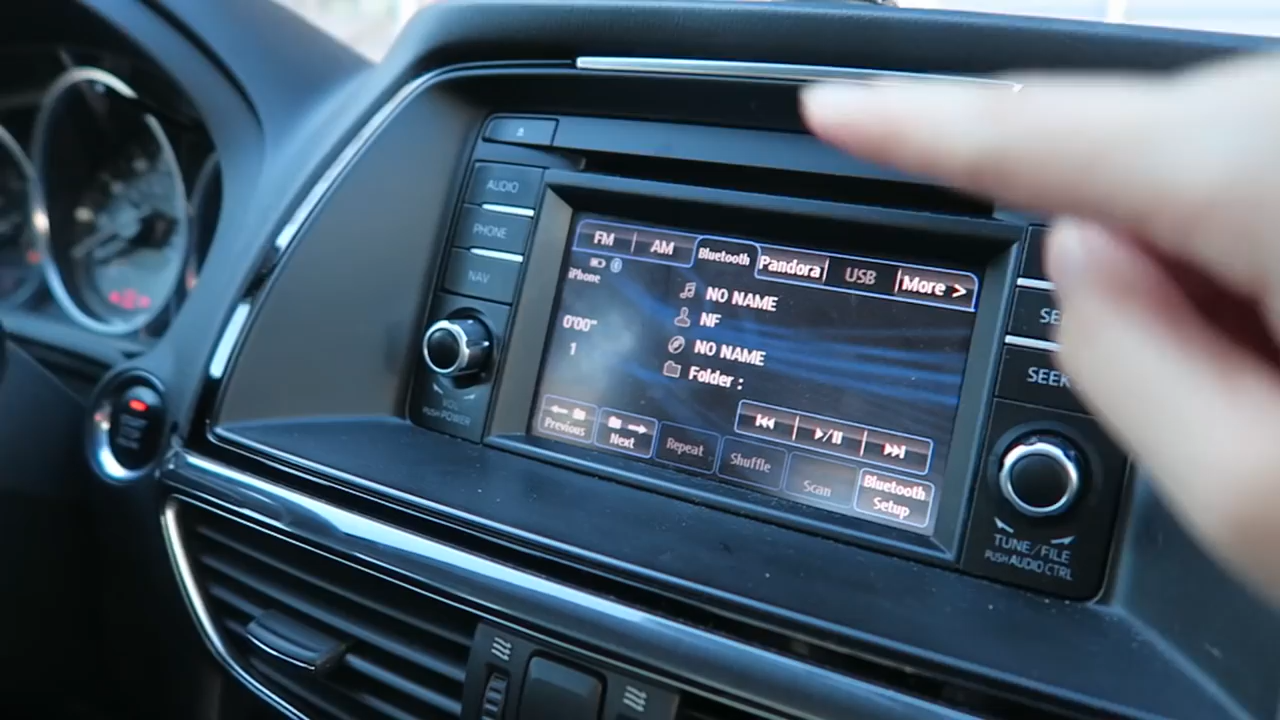 AUDIO
PHONE
NAV
VOL
PUSH POWER
FM AM Bluetooth Pandora USB More >
iPhone
NO NAME
NF
0'00"
NO NAME
1
Folder :
Previous
Next
Repeat
Shuffle
Scan
Bluetooth
Setup
SEEK
TUNE/FILE
PUSH AUDIO CTRL